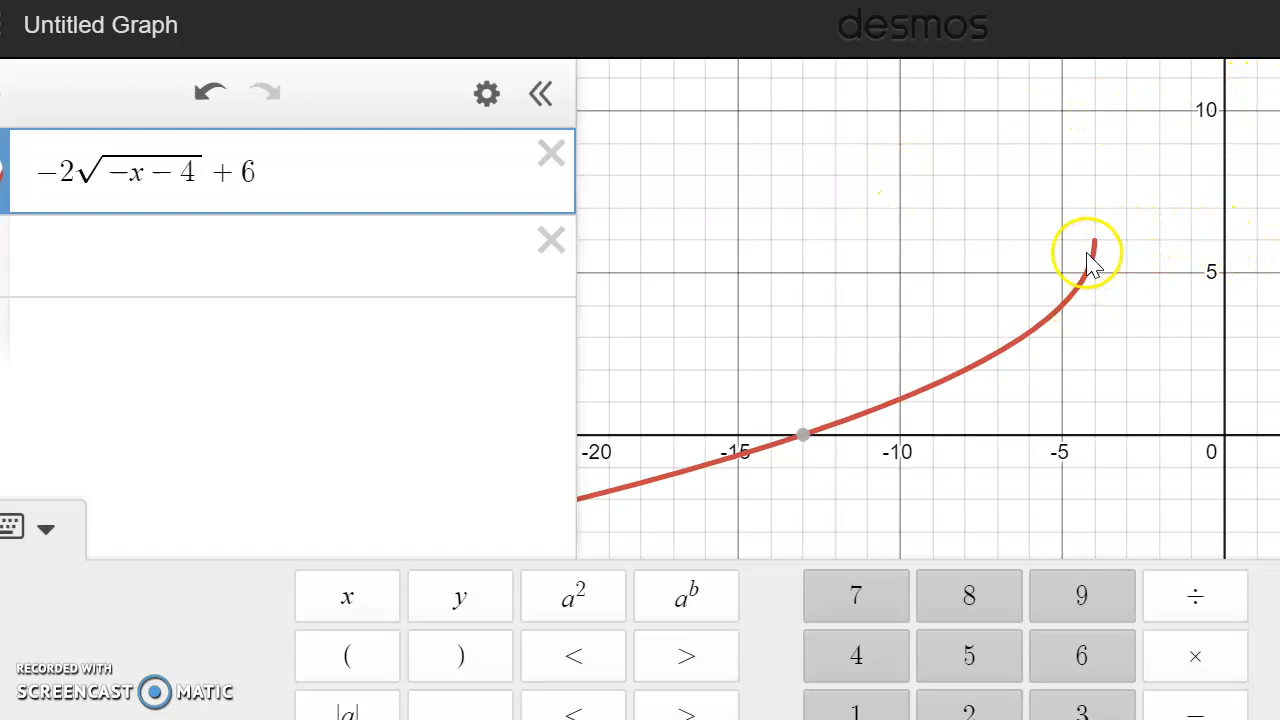 Untitled Graph
desmos
−2√−x − 4 + 6
10
5
-20
-15
-10
-5
0
x
y
a²
aᵇ
7
8
9
÷
(
)
<
>
4
5
6
×
RECORDED WITH
SCREENCAST MATIC
|a|
1
2
3
−